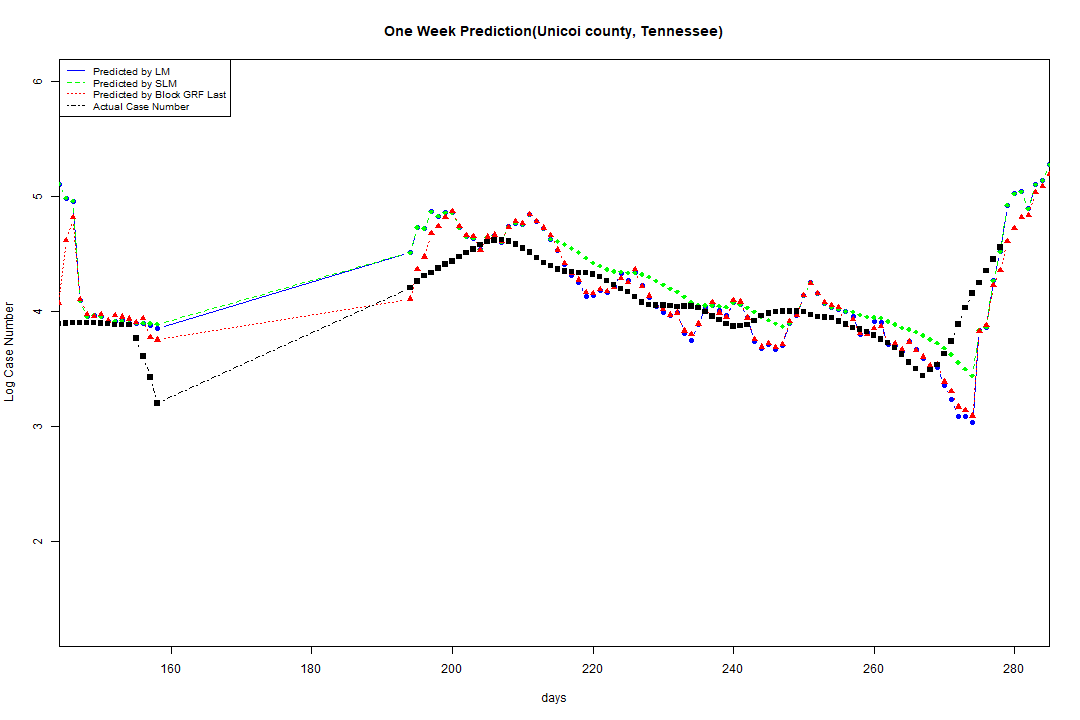 One Week Prediction(Unicoi county, Tennessee)
Predicted by LM
Predicted by SLM
Predicted by Block GRF Last
Actual Case Number
6
5
4
3
2
Log Case Number
160 180 200 220 240 260 280
days